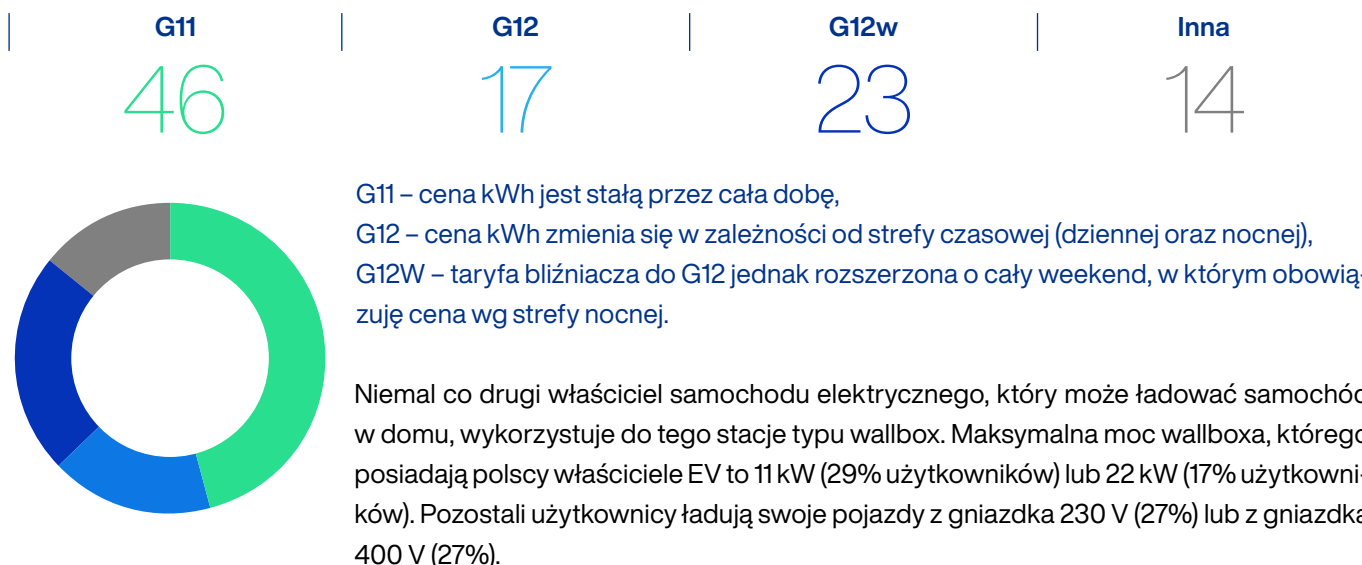 G11 G12 G12w Inna
46 17 23 14
G11 – cena kWh jest stałą przez cała dobę,
G12 – cena kWh zmienia się w zależności od strefy czasowej (dziennej oraz nocnej),
G12W – taryfa bliźniacza do G12 jednak rozszerzona o cały weekend, w którym obowią-
zuję cena wg strefy nocnej.
Niemal co drugi właściciel samochodu elektrycznego, który może ładować samochód
w domu, wykorzystuje do tego stacje typu wallbox. Maksymalna moc wallboxa, którego
posiadają polscy właściciele EV to 11 kW (29% użytkowników) lub 22 kW (17% użytkowni-
ków). Pozostali użytkownicy ładują swoje pojazdy z gniazdka 230 V (27%) lub z gniazdka
400 V (27%).